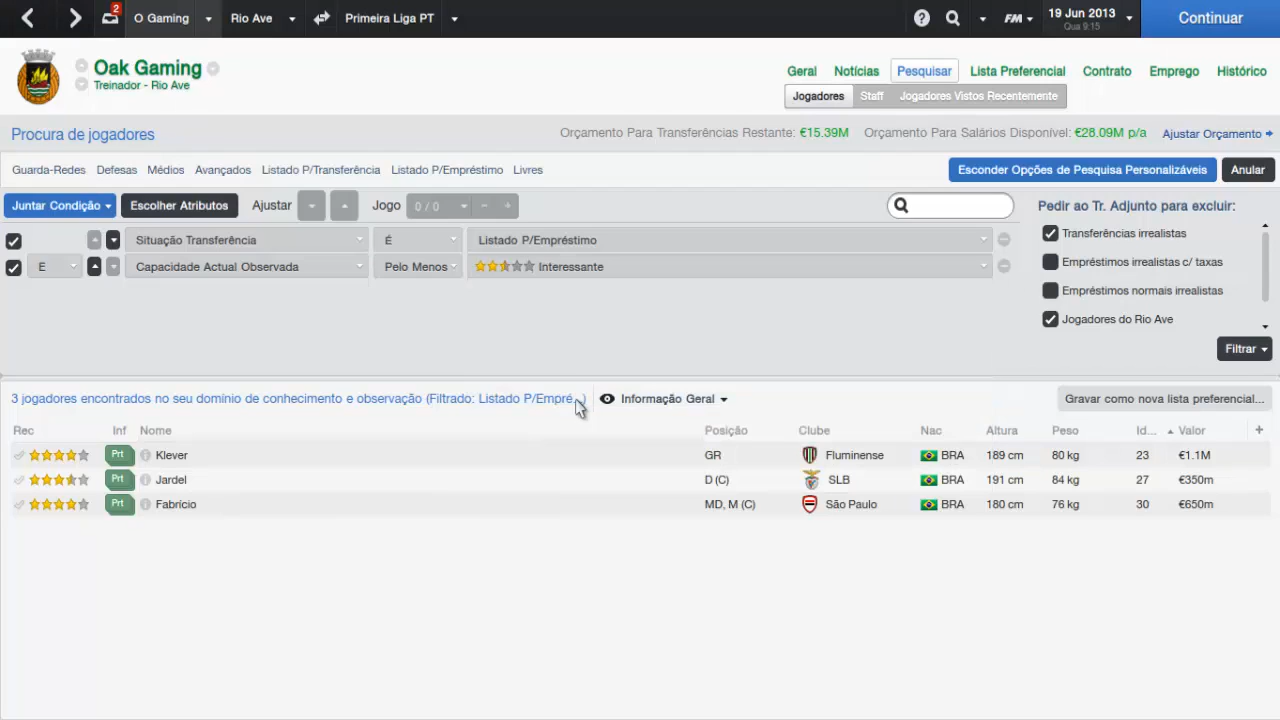 2
O Gaming
Rio Ave
Primeira Liga PT
?
FM
19 Jun 2013
Qua 9:15
Continuar
Oak Gaming
Treinador - Rio Ave
Geral Notícias Pesquisar Lista Preferencial Contrato Emprego Histórico
Jogadores Staff Jogadores Vistos Recentemente
Procura de jogadores
Orçamento Para Transferências Restante: €15.39M Orçamento Para Salários Disponível: €28.09M p/a Ajustar Orçamento
Guarda-Redes Defesas Médios Avançados Listado P/Transferência Listado P/Empréstimo Livres
Esconder Opções de Pesquisa Personalizáveis Anular
Juntar Condição Escolher Atributos Ajustar Jogo 0 / 0 - +
Pedir ao Tr. Adjunto para excluir:
Situação Transferência É Listado P/Empréstimo
E Capacidade Actual Observada Pelo Menos Interessante
Transferências irrealistas
Empréstimos irrealistas c/ taxas
Empréstimos normais irrealistas
Jogadores do Rio Ave
Filtrar
3 jogadores encontrados no seu domínio de conhecimento e observação (Filtrado: Listado P/Empré...) Informação Geral Gravar como nova lista preferencial...
Rec Inf Nome Posição Clube Nac Altura Peso Id... Valor +
Prt Klever GR Fluminense BRA 189 cm 80 kg 23 €1.1M
Prt Jardel D (C) SLB BRA 191 cm 84 kg 27 €350m
Prt Fabrício MD, M (C) São Paulo BRA 180 cm 76 kg 30 €650m